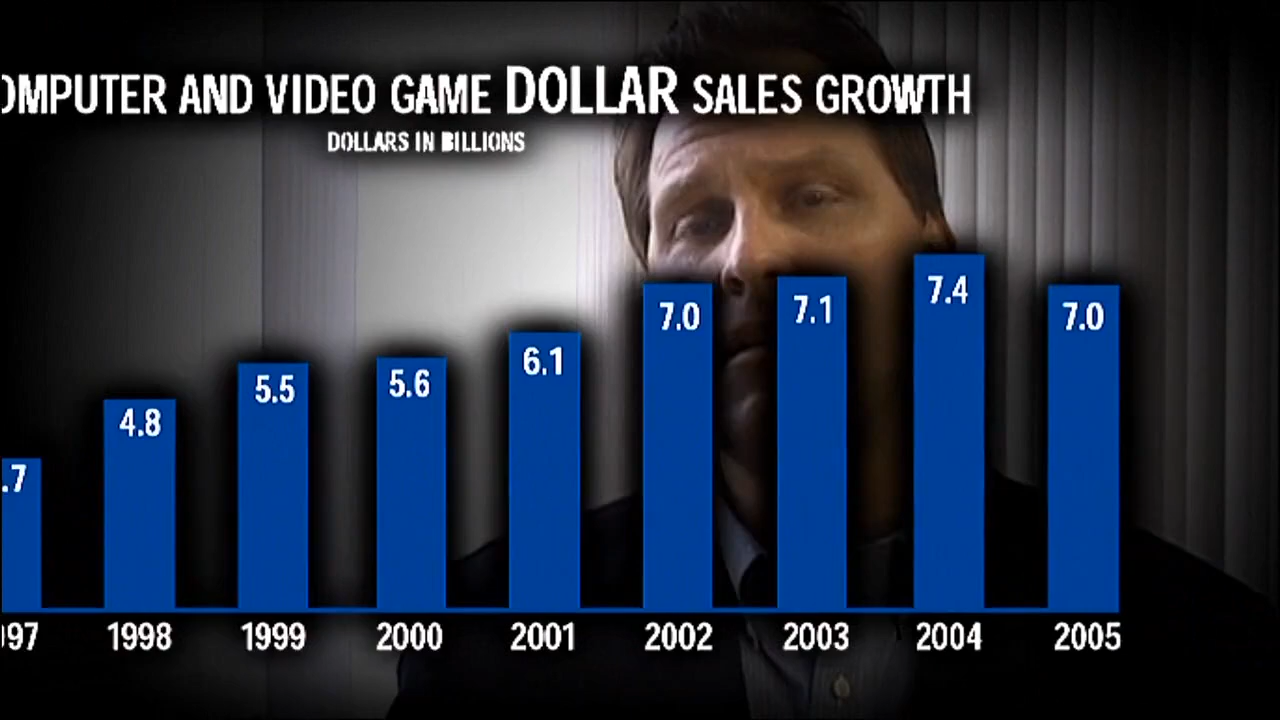 OMPUTER AND VIDEO GAME DOLLAR SALES GROWTH
DOLLARS IN BILLIONS
.7 4.8 5.5 5.6 6.1 7.0 7.1 7.4 7.0
997 1998 1999 2000 2001 2002 2003 2004 2005